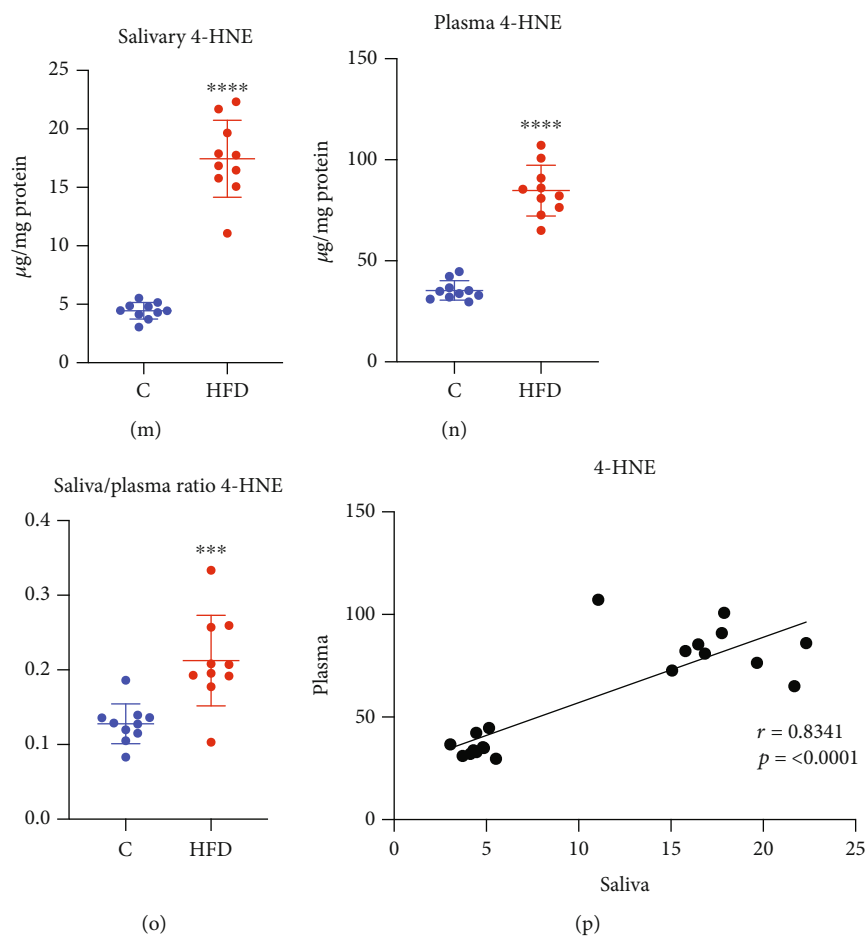 Salivary 4-HNE
25
20
15
10
5
0
μg/mg protein
****
C
HFD
(m)
Plasma 4-HNE
150
100
50
0
μg/mg protein
****
C
HFD
(n)
Saliva/plasma ratio 4-HNE
0.4
0.3
0.2
0.1
0.0
***
C
HFD
(o)
4-HNE
150
100
50
0
Plasma
r = 0.8341
p = <0.0001
0 5 10 15 20 25
Saliva
(p)